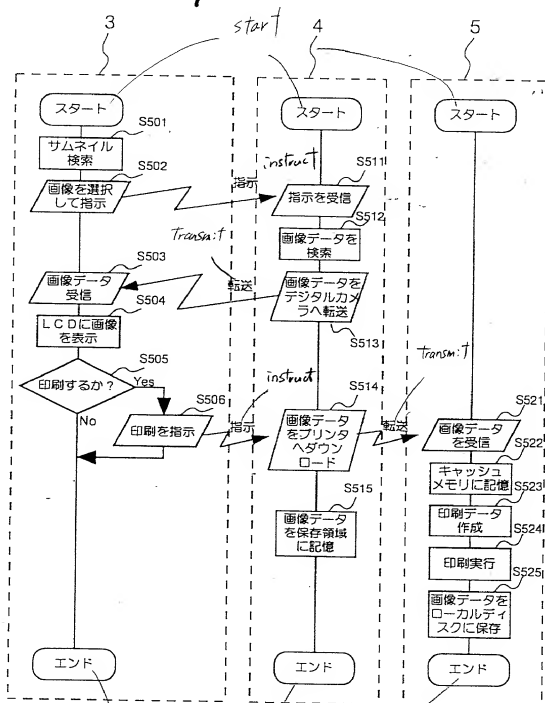 3
start
4
5
スタート
S501
サムネイル
検索
S502
画像を選択
して指示
S503
画像データ
受信
S504
LCDに画像
を表示
S505
印刷するか?
Yes
No
S506
印刷を指示
エンド
スタート
instruct
指示
S511
指示を受信
S512
画像データを
検索
transmit
転送
画像データを
デジタルカメ
ラへ転送
S513
instruct
指示
S514
画像データ
をプリンタ
へダウン
ロード
S515
画像データ
を保存領域
に記憶
エンド
スタート
transmit
転送
S521
画像データ
を受信
S522
キャッシュ
メモリに記憶
S523
印刷データ
作成
S524
印刷実行
S525
画像データを
ローカルディ
スクに保存
エンド